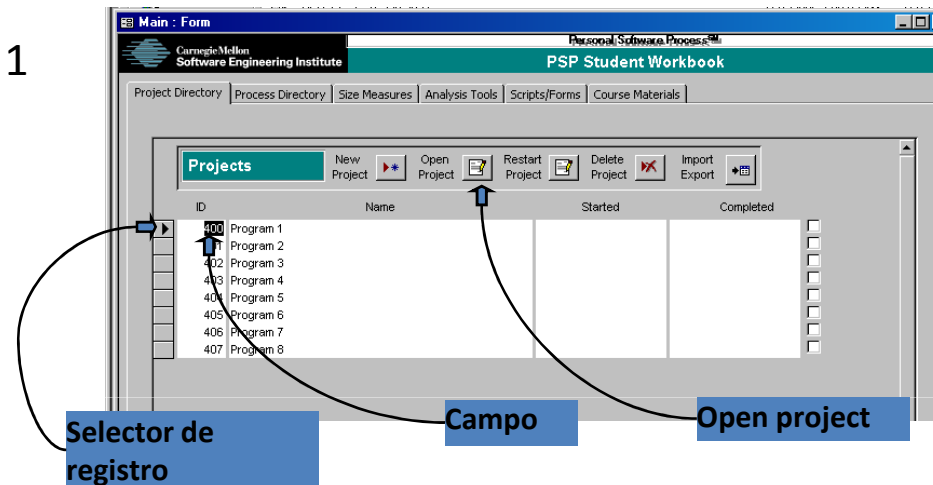 1
Main : Form
Personal Software Process℠
Carnegie Mellon
Software Engineering Institute
PSP Student Workbook
Project Directory Process Directory Size Measures Analysis Tools Scripts/Forms Course Materials
Projects
New Project
Open Project
Restart Project
Delete Project
Import Export
ID Name Started Completed
400 Program 1
401 Program 2
402 Program 3
403 Program 4
404 Program 5
405 Program 6
406 Program 7
407 Program 8
Selector de
registro
Campo
Open project